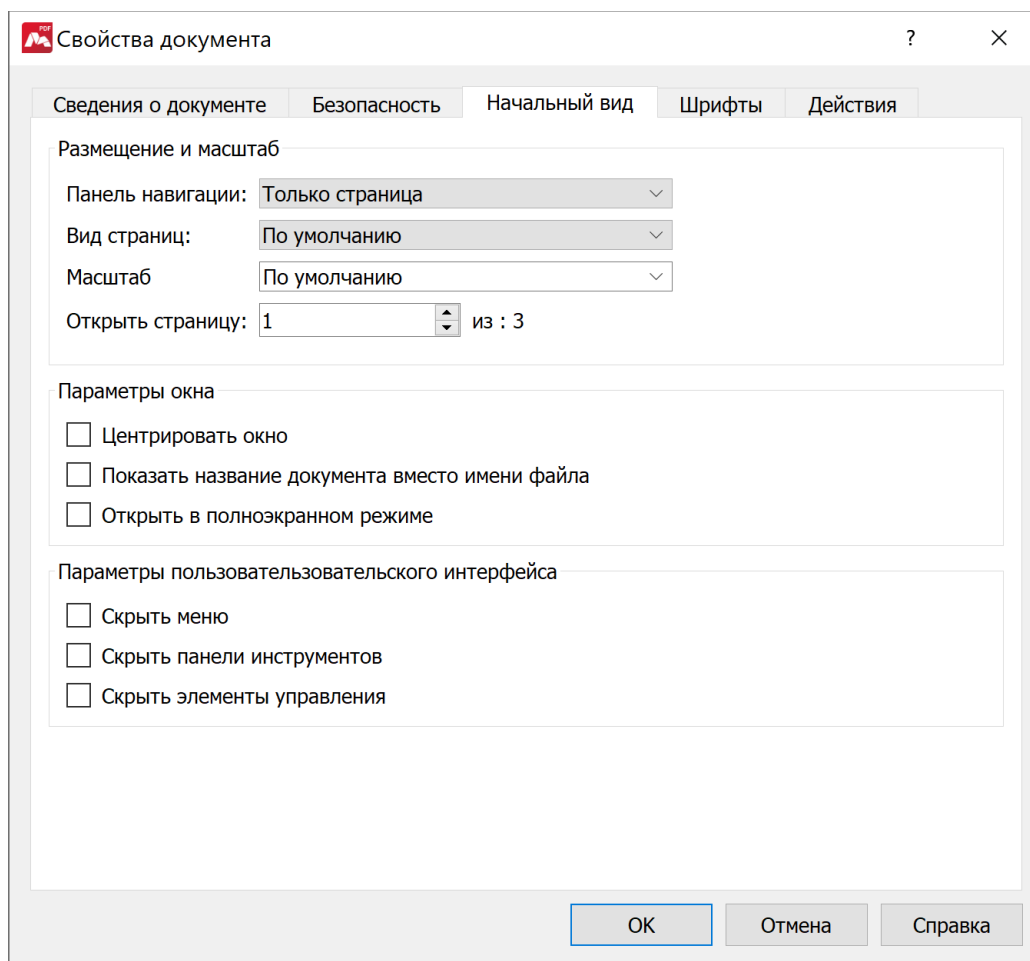 PDF
Свойства документа ?
Сведения о документе Безопасность Начальный вид Шрифты Действия
Размещение и масштаб
Панель навигации: Только страница
Вид страниц: По умолчанию
Масштаб По умолчанию
Открыть страницу: 1 из : 3
Параметры окна
Центрировать окно
Показать название документа вместо имени файла
Открыть в полноэкранном режиме
Параметры пользовательзовательского интерфейса
Скрыть меню
Скрыть панели инструментов
Скрыть элементы управления
OK Отмена Справка